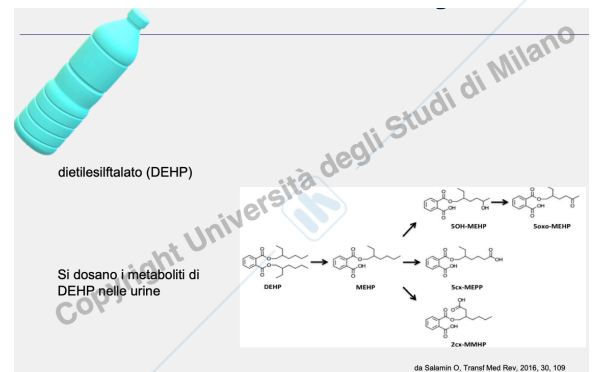 dietilesilftalato (DEHP)
Si dosano i metaboliti di
DEHP nelle urine
5OH-MEHP
5oxo-MEHP
DEHP
MEHP
5cx-MEPP
2cx-MMHP
da Salamin O, Transf Med Rev, 2016, 30, 109
Copyright Università degli Studi di Milano